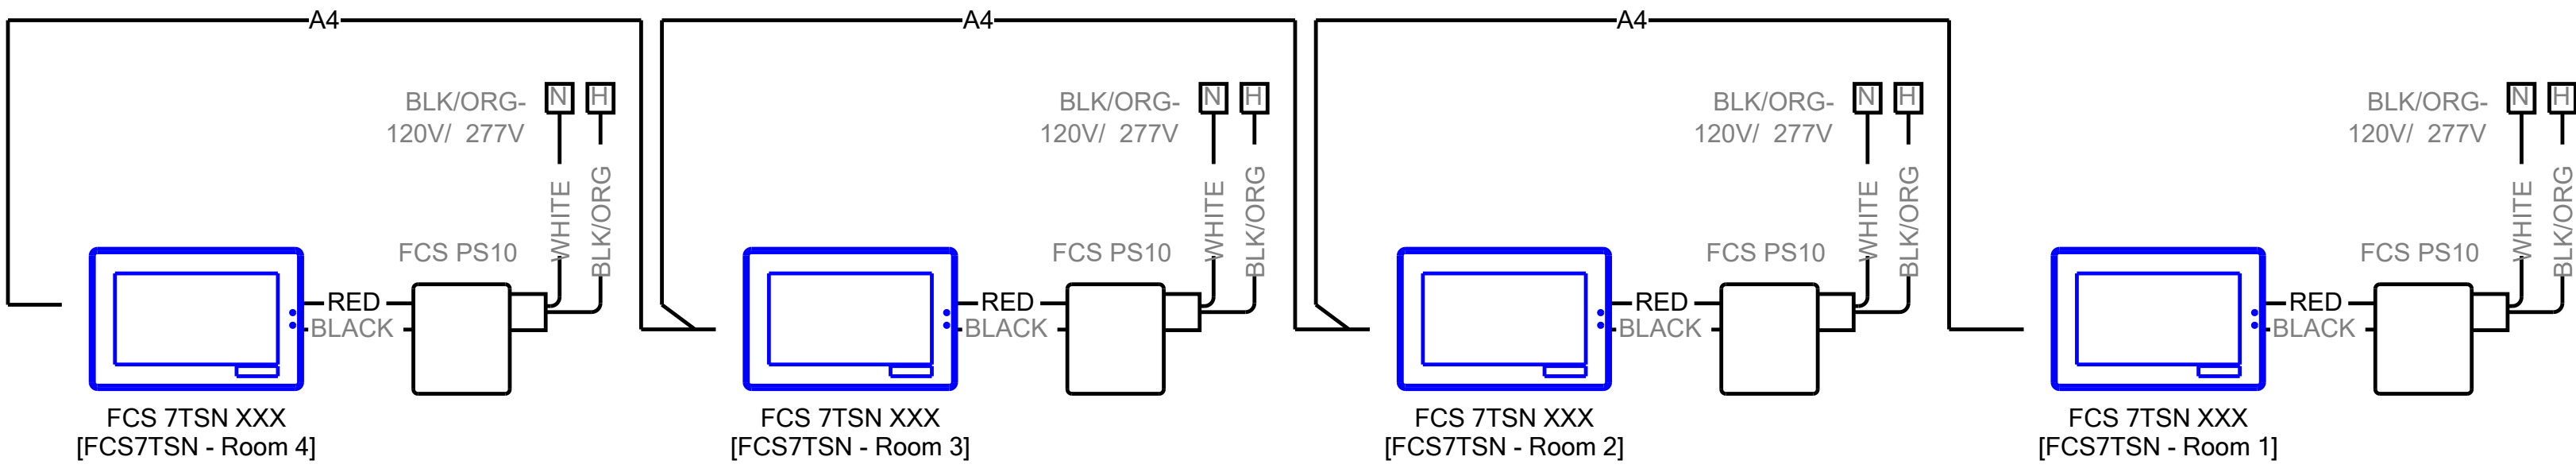 A4
A4
A4
BLK/ORG-
120V/ 277V
N
H
WHITE
BLK/ORG
FCS PS10
RED
BLACK
FCS 7TSN XXX
[FCS7TSN - Room 4]
BLK/ORG-
120V/ 277V
N
H
WHITE
BLK/ORG
FCS PS10
RED
BLACK
FCS 7TSN XXX
[FCS7TSN - Room 3]
BLK/ORG-
120V/ 277V
N
H
WHITE
BLK/ORG
FCS PS10
RED
BLACK
FCS 7TSN XXX
[FCS7TSN - Room 2]
BLK/ORG-
120V/ 277V
N
H
WHITE
BLK/ORG
FCS PS10
RED
BLACK
FCS 7TSN XXX
[FCS7TSN - Room 1]